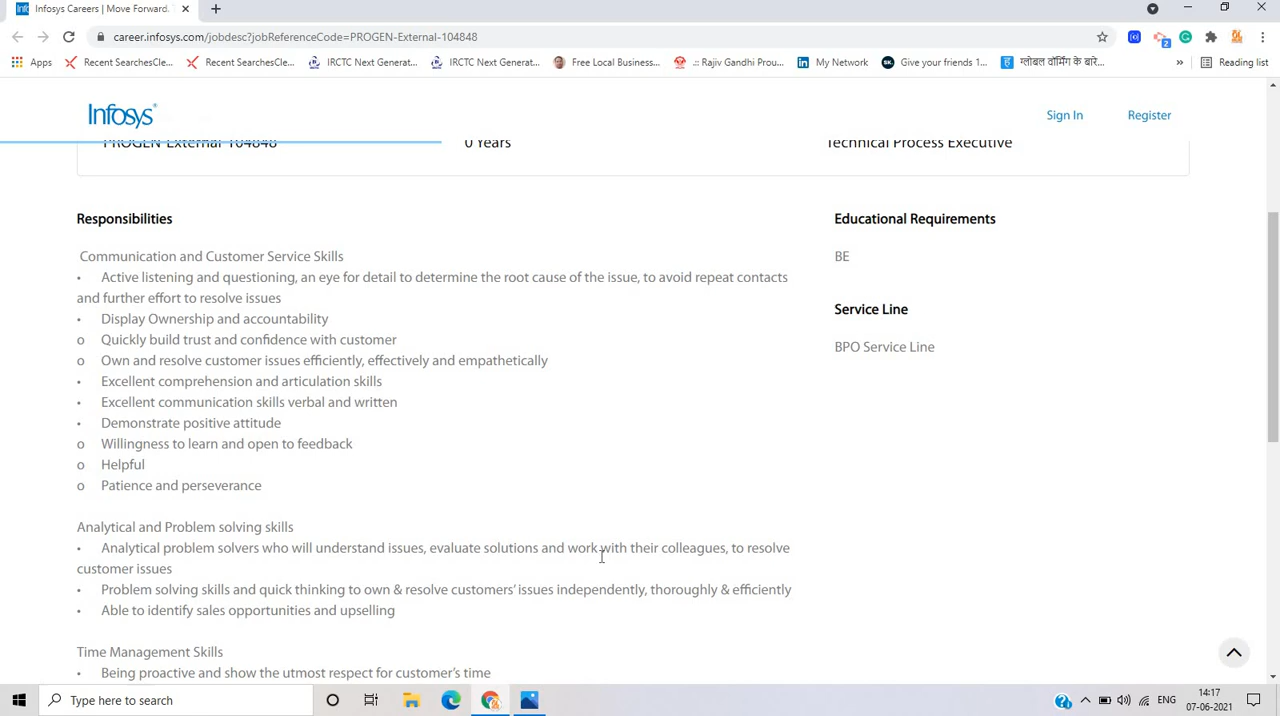 Infosys Careers | Move Forward.
career.infosys.com/jobdesc?jobReferenceCode=PROGEN-External-104848
2
Apps
Recent SearchesCle...
Recent SearchesCle...
IRCTC Next Generat...
IRCTC Next Generat...
Free Local Business...
.:: Rajiv Gandhi Prou...
My Network
SK
Give your friends 1...
ग्लोबल वॉर्मिंग के बारे...
»
Reading list
Infosys®
Sign In
Register
PROGEN-External-104848
0 Years
Technical Process Executive
Responsibilities
Communication and Customer Service Skills
• Active listening and questioning, an eye for detail to determine the root cause of the issue, to avoid repeat contacts
and further effort to resolve issues
• Display Ownership and accountability
o Quickly build trust and confidence with customer
o Own and resolve customer issues efficiently, effectively and empathetically
• Excellent comprehension and articulation skills
• Excellent communication skills verbal and written
• Demonstrate positive attitude
o Willingness to learn and open to feedback
o Helpful
o Patience and perseverance
Analytical and Problem solving skills
• Analytical problem solvers who will understand issues, evaluate solutions and work with their colleagues, to resolve
customer issues
• Problem solving skills and quick thinking to own & resolve customers’ issues independently, thoroughly & efficiently
• Able to identify sales opportunities and upselling
Time Management Skills
• Being proactive and show the utmost respect for customer’s time
Educational Requirements
BE
Service Line
BPO Service Line
Type here to search
ENG
14:17
07-06-2021